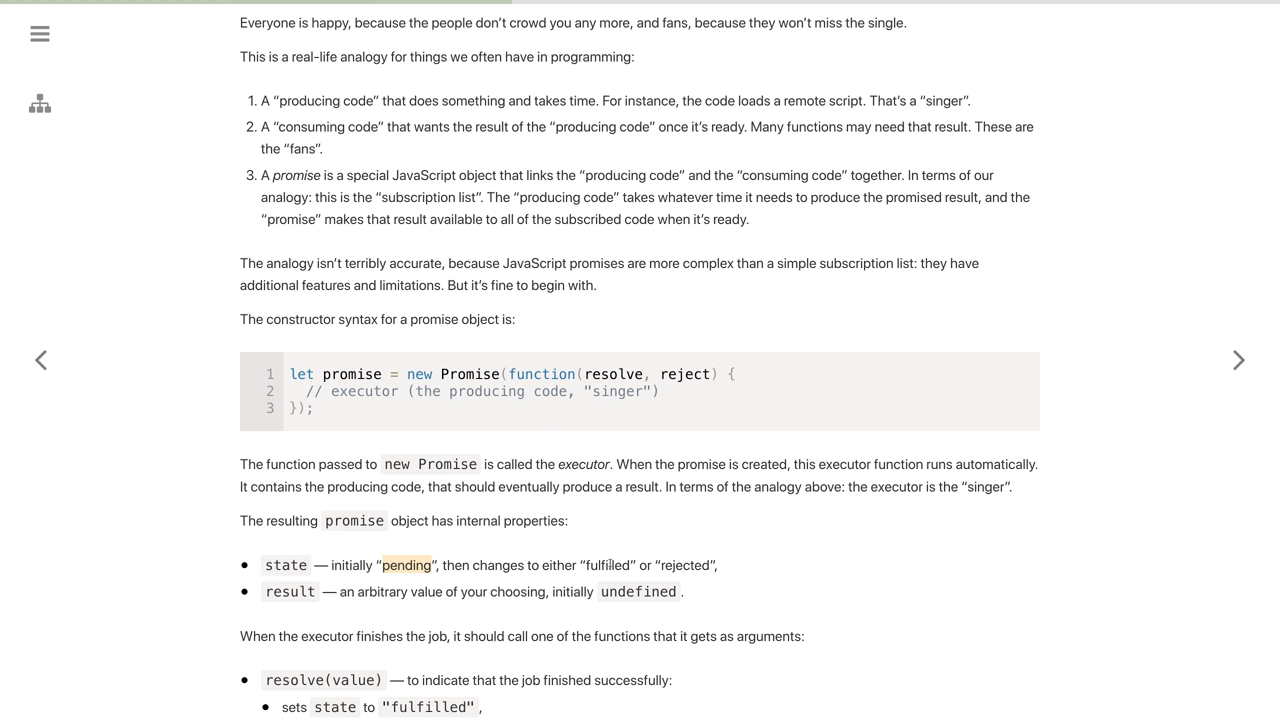 Everyone is happy, because the people don’t crowd you any more, and fans, because they won’t miss the single.
This is a real-life analogy for things we often have in programming:
1. A “producing code” that does something and takes time. For instance, the code loads a remote script. That’s a “singer”.
2. A “consuming code” that wants the result of the “producing code” once it’s ready. Many functions may need that result. These are
the “fans”.
3. A promise is a special JavaScript object that links the “producing code” and the “consuming code” together. In terms of our
analogy: this is the “subscription list”. The “producing code” takes whatever time it needs to produce the promised result, and the
“promise” makes that result available to all of the subscribed code when it’s ready.
The analogy isn’t terribly accurate, because JavaScript promises are more complex than a simple subscription list: they have
additional features and limitations. But it’s fine to begin with.
The constructor syntax for a promise object is:
1 let promise = new Promise(function(resolve, reject) {
2 // executor (the producing code, "singer")
3 });
The function passed to new Promise is called the executor. When the promise is created, this executor function runs automatically.
It contains the producing code, that should eventually produce a result. In terms of the analogy above: the executor is the “singer”.
The resulting promise object has internal properties:
● state — initially “pending”, then changes to either “fulfilled” or “rejected”,
● result — an arbitrary value of your choosing, initially undefined.
When the executor finishes the job, it should call one of the functions that it gets as arguments:
● resolve(value) — to indicate that the job finished successfully:
● sets state to "fulfilled",